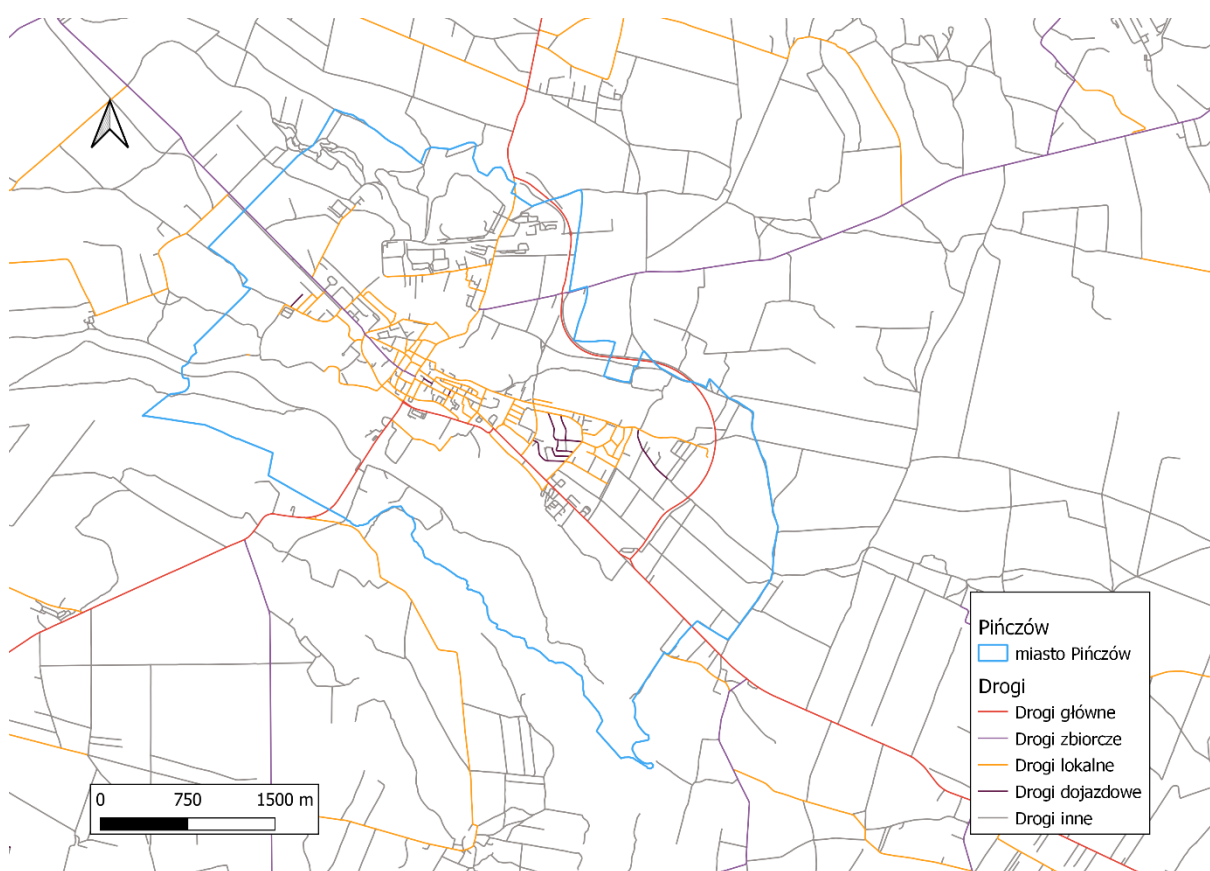 Pińczów
miasto Pińczów
Drogi
Drogi główne
Drogi zbiorcze
Drogi lokalne
Drogi dojazdowe
Drogi inne
0 750 1500 m